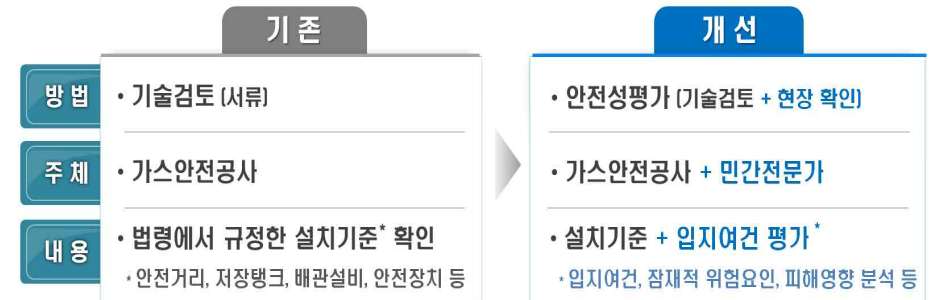 기존
개선
방법
• 기술검토 (서류)
• 안전성평가 (기술검토 + 현장 확인)
주체
• 가스안전공사
• 가스안전공사 + 민간전문가
내용
• 법령에서 규정한 설치기준* 확인
* 안전거리, 저장탱크, 배관설비, 안전장치 등
• 설치기준 + 입지여건 평가*
* 입지여건, 잠재적 위험요인, 피해영향 분석 등